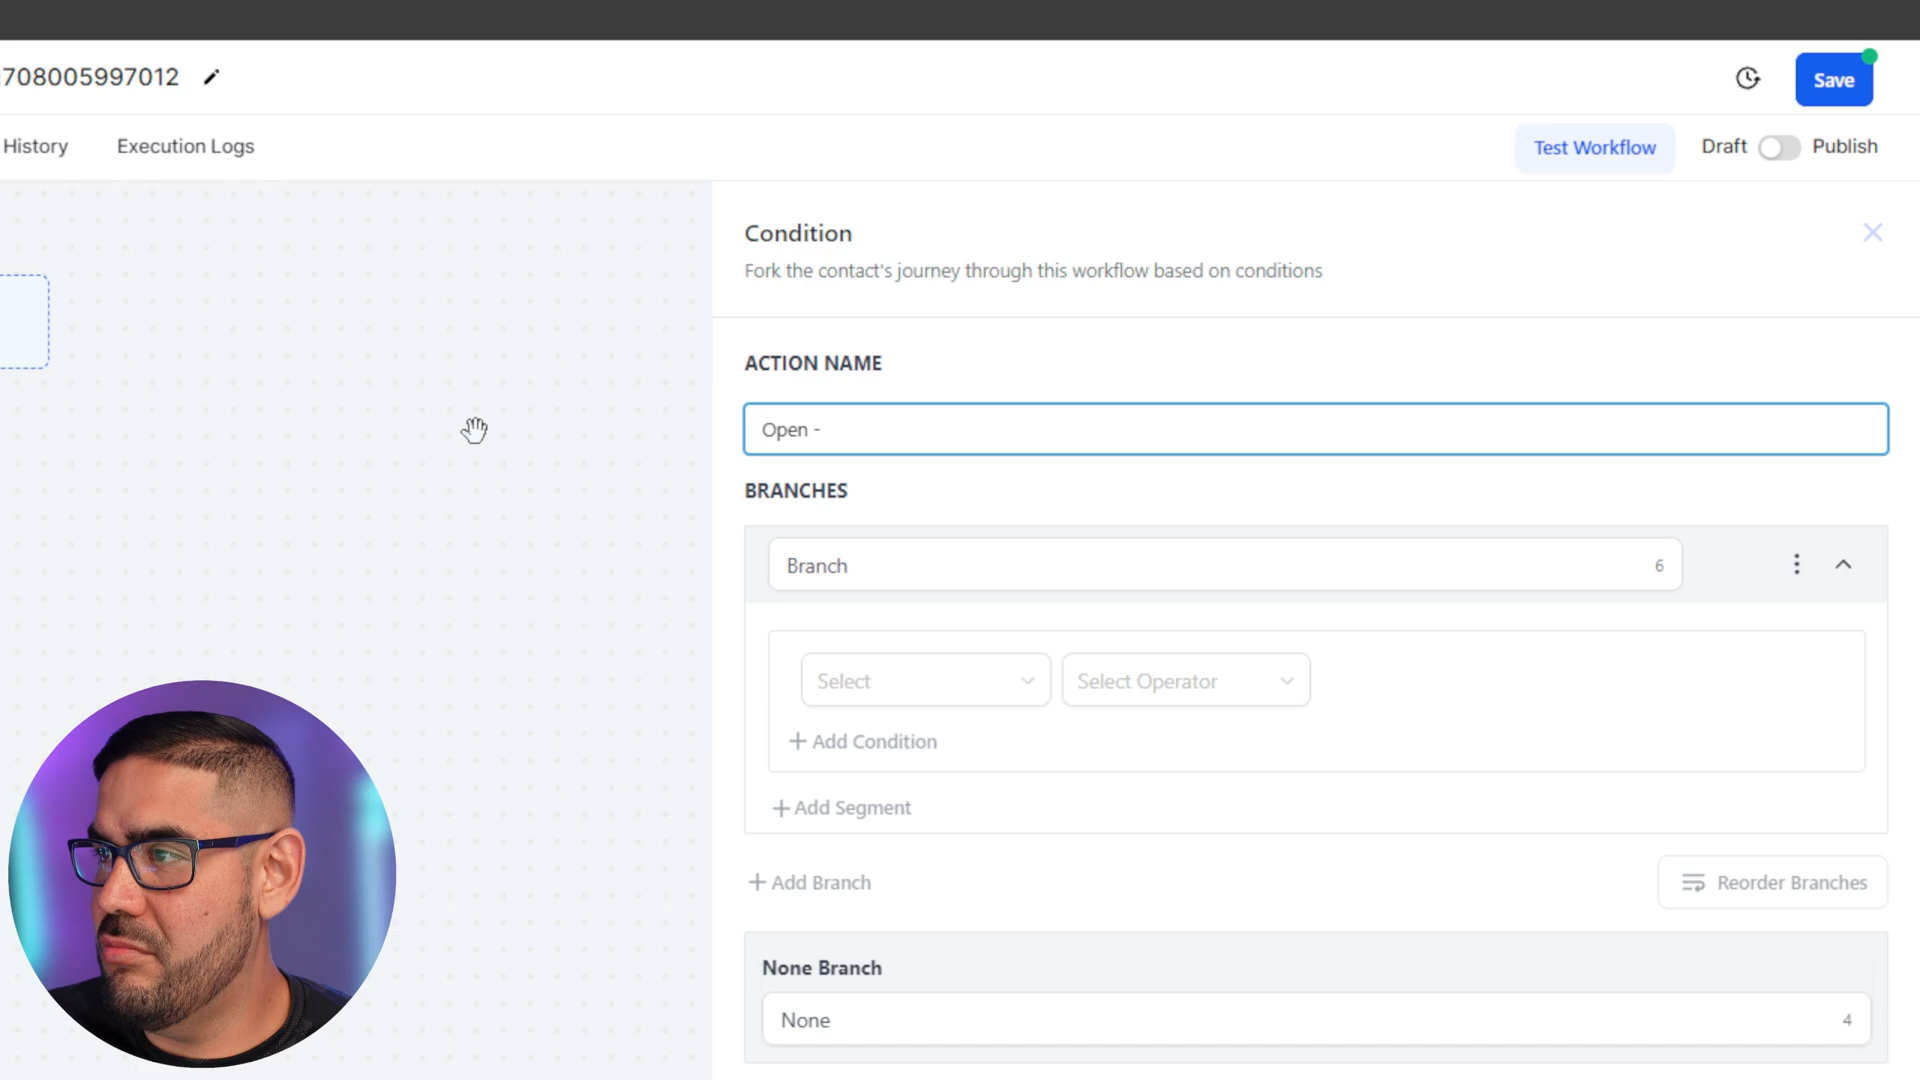 1708005997012
Save
History
Execution Logs
Test Workflow
Draft
Publish
Condition
Fork the contact's journey through this workflow based on conditions
ACTION NAME
Open -
BRANCHES
Branch
6
Select
Select Operator
+ Add Condition
+ Add Segment
+ Add Branch
Reorder Branches
None Branch
None
4